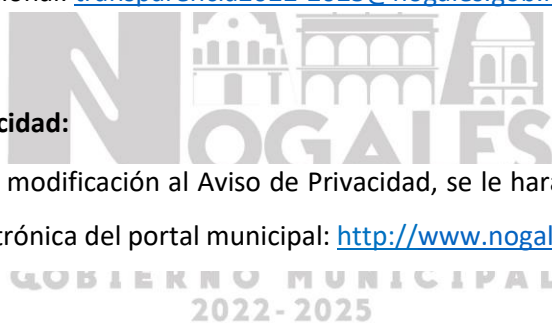 NOGALES
cidad:
modificación al Aviso de Privacidad, se le hará
trónica del portal municipal: http://www.nogal
GOBIERNO MUNICIPAL
2022-2025